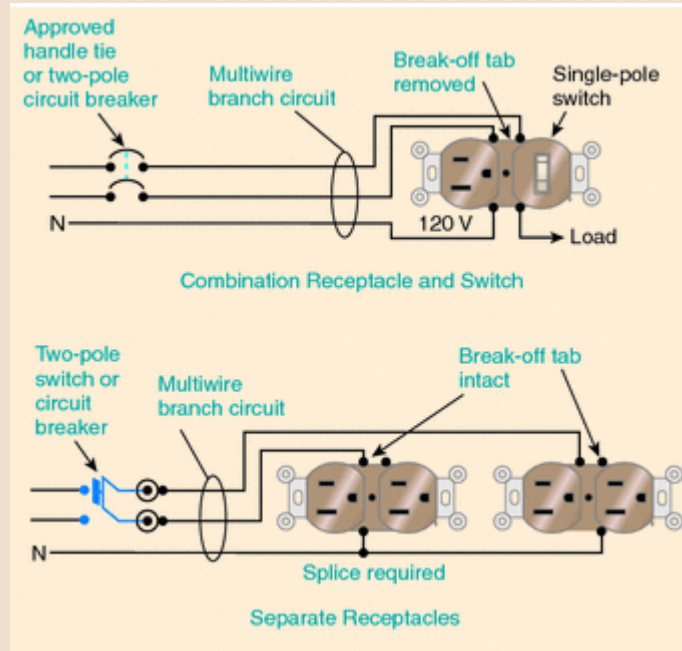 Approved
handle tie
or two-pole
circuit breaker
Multiwire
branch circuit
Break-off tab
removed
Single-pole
switch
N
120 V
Load
Combination Receptacle and Switch
Two-pole
switch or
circuit
breaker
Multiwire
branch circuit
Break-off tab
intact
N
Splice required
Separate Receptacles